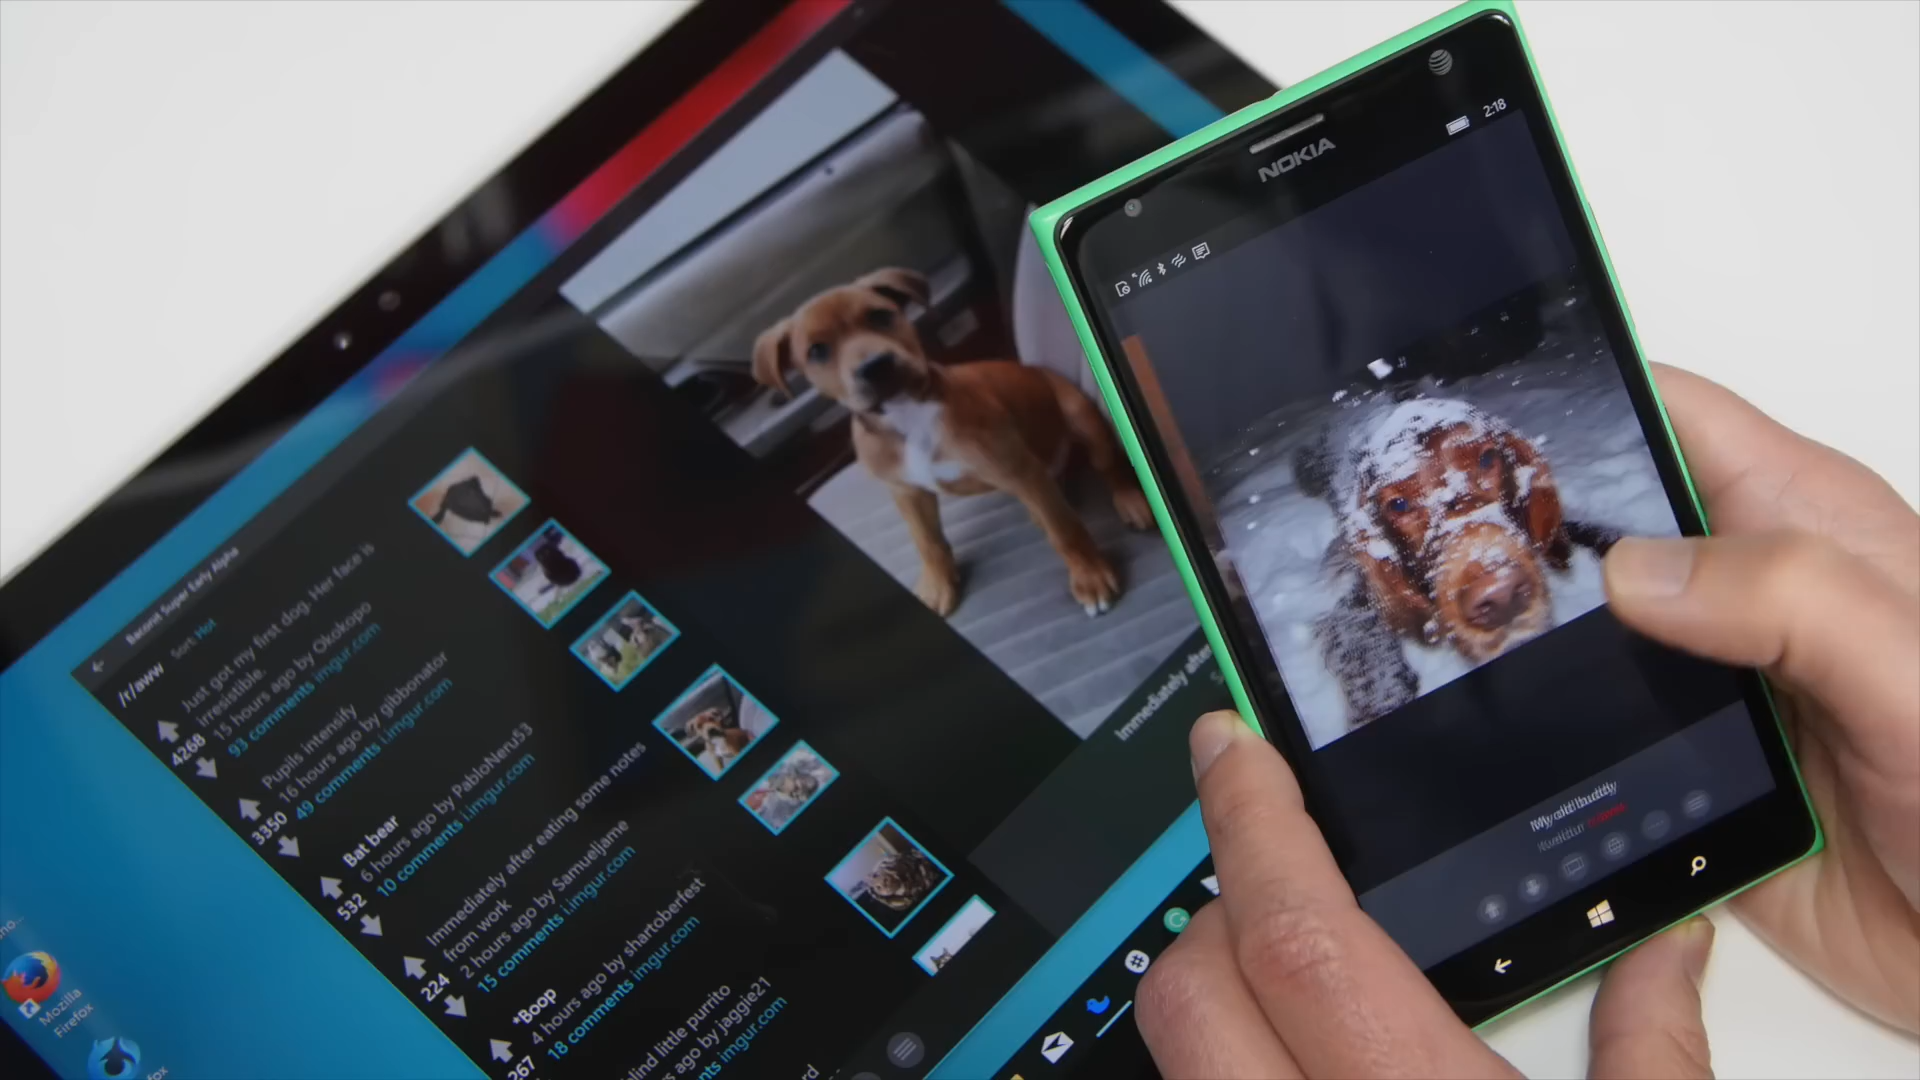 Baconit Super Early Alpha
/r/aww Sort: Hot
Just got my first dog. Her face is
irresistible.
15 hours ago by Okokopo
93 comments imgur.com
4268
Pupils intensify
16 hours ago by gibbonator
49 comments i.imgur.com
3350
Bat bear
6 hours ago by PabloNeru53
10 comments i.imgur.com
532
Immediately after eating some notes
from work
2 hours ago by Samueljame
15 comments i.imgur.com
224
*Boop
4 hours ago by shartoberfest
18 comments imgur.com
267
little purrito
ago by jaggie21
imgur.com
Immediately
Mozilla
Firefox
NOKIA
2:18